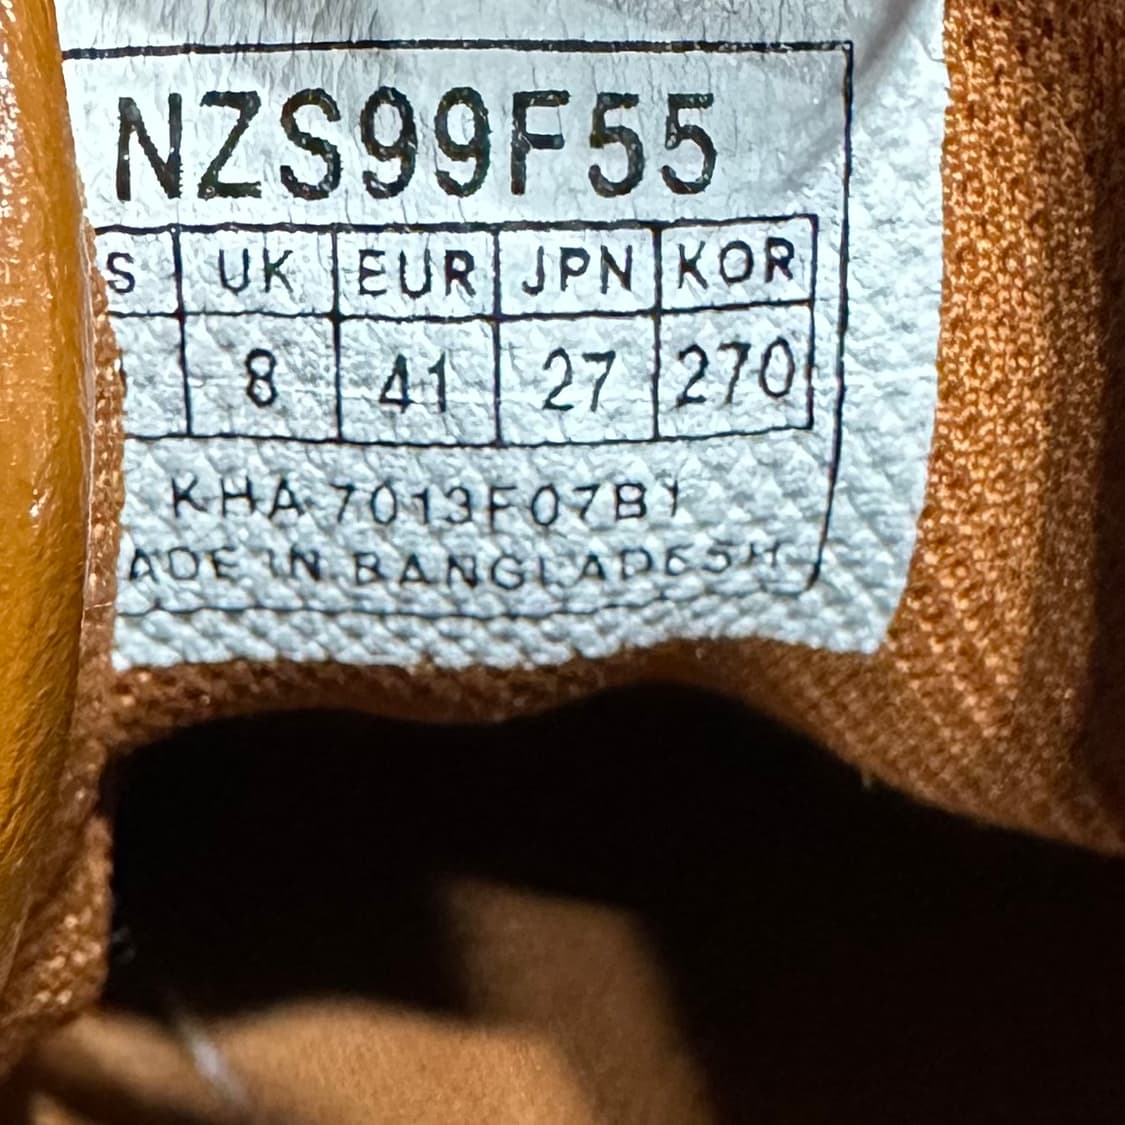 NZS99F55
S UK EUR JPN KOR
8 41 27 270
KHA 7013F07B1
ADE IN BANGLADESH